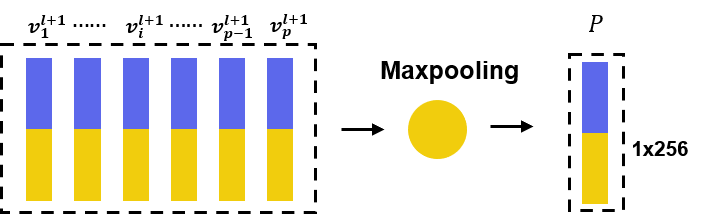 $v_1^{l+1}$ ⋯⋯ $v_i^{l+1}$ ⋯⋯ $v_{p-1}^{l+1}$ $v_p^{l+1}$
P
Maxpooling
1x256